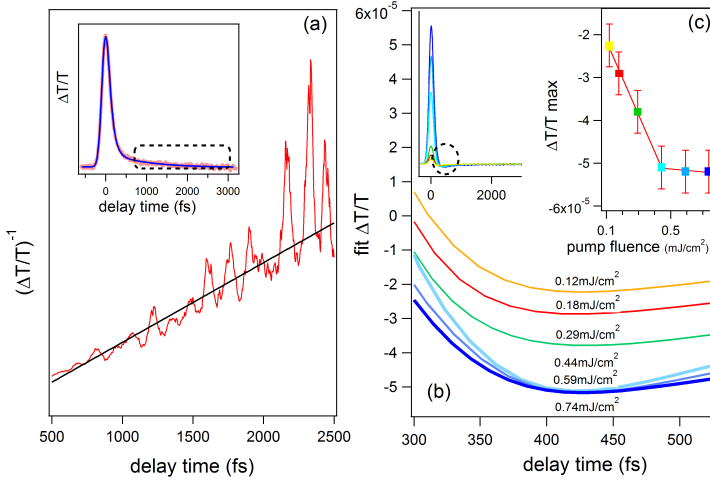 (a)
ΔT/T
0
1000
2000
3000
delay time (fs)
(ΔT/T)-1
500
1000
1500
2000
2500
delay time (fs)
6x10-5
5
4
3
2
1
0
-1
-2
-3
-4
-5
fit ΔT/T
0
2000
(c)
-2
-3
-4
-5
-6x10-5
ΔT/T max
0.1
0.5
pump fluence (mJ/cm2)
0.12mJ/cm2
0.18mJ/cm2
0.29mJ/cm2
0.44mJ/cm2
0.59mJ/cm2
0.74mJ/cm2
(b)
300
350
400
450
500
delay time (fs)